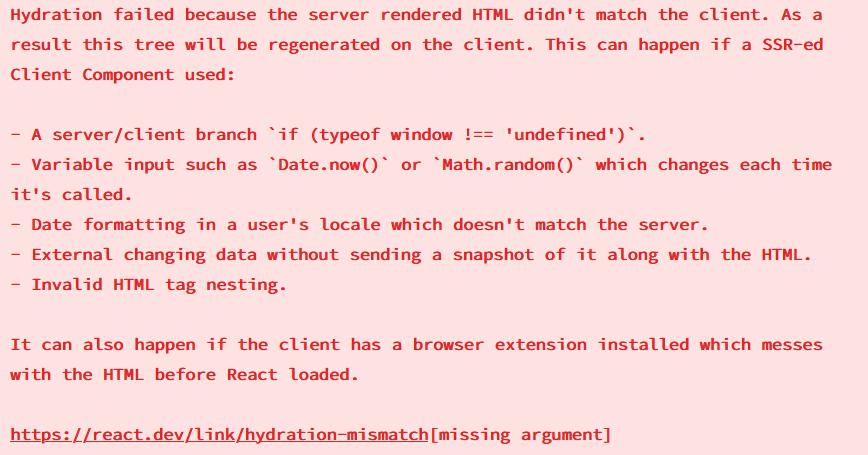 Hydration failed because the server rendered HTML didn't match the client. As a
result this tree will be regenerated on the client. This can happen if a SSR-ed
Client Component used:

- A server/client branch `if (typeof window !== 'undefined')`.
- Variable input such as `Date.now()` or `Math.random()` which changes each time
it's called.
- Date formatting in a user's locale which doesn't match the server.
- External changing data without sending a snapshot of it along with the HTML.
- Invalid HTML tag nesting.

It can also happen if the client has a browser extension installed which messes
with the HTML before React loaded.

https://react.dev/link/hydration-mismatch[missing argument]